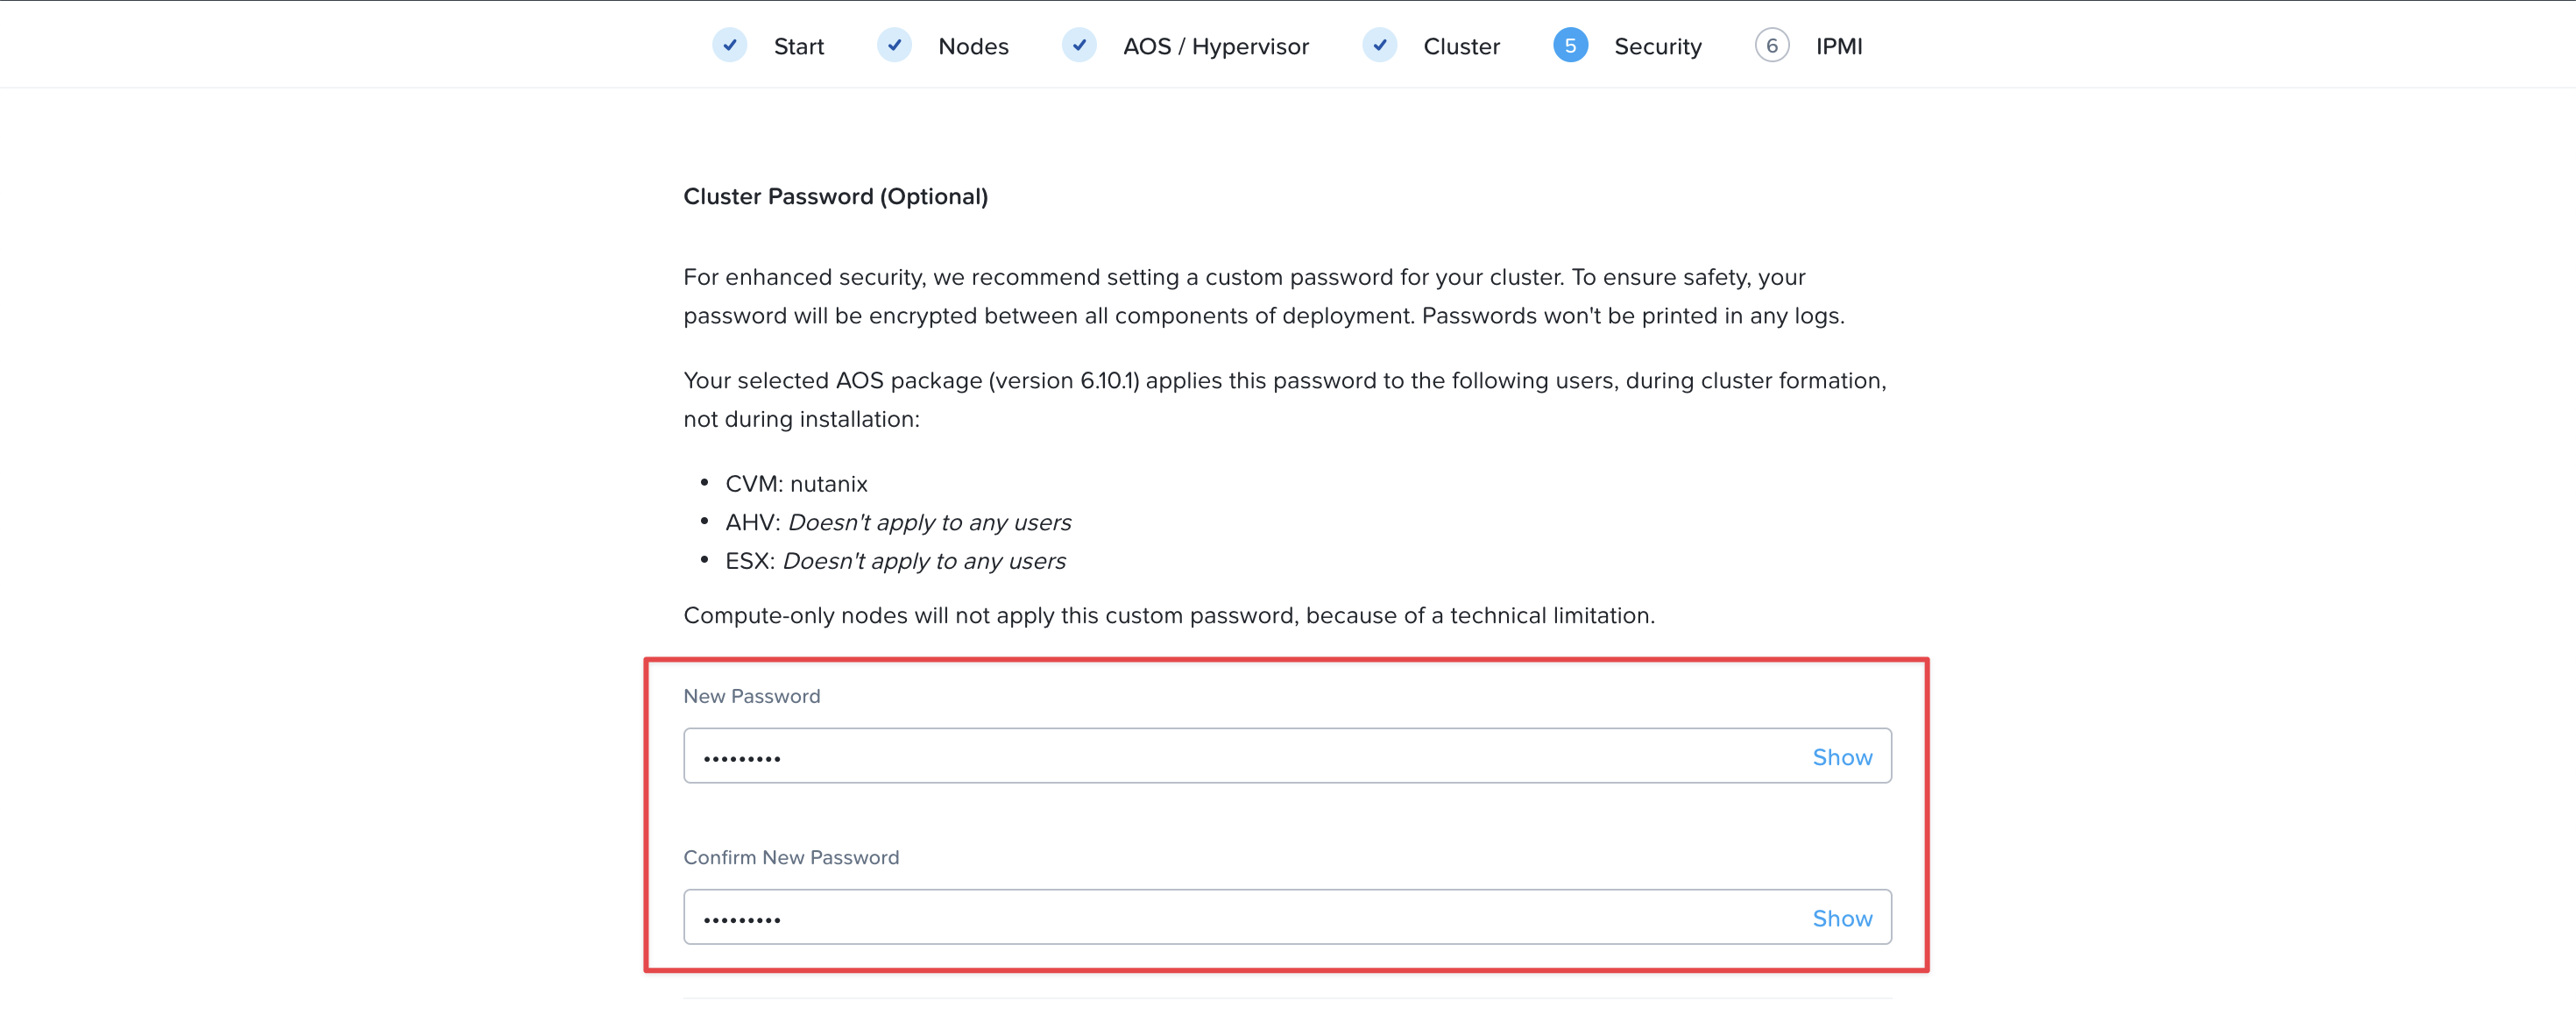 Start Nodes AOS / Hypervisor Cluster 5 Security 6 IPMI
Cluster Password (Optional)
For enhanced security, we recommend setting a custom password for your cluster. To ensure safety, your
password will be encrypted between all components of deployment. Passwords won't be printed in any logs.
Your selected AOS package (version 6.10.1) applies this password to the following users, during cluster formation,
not during installation:
• CVM: nutanix
• AHV: Doesn't apply to any users
• ESX: Doesn't apply to any users
Compute-only nodes will not apply this custom password, because of a technical limitation.
New Password
••••••••• Show
Confirm New Password
••••••••• Show